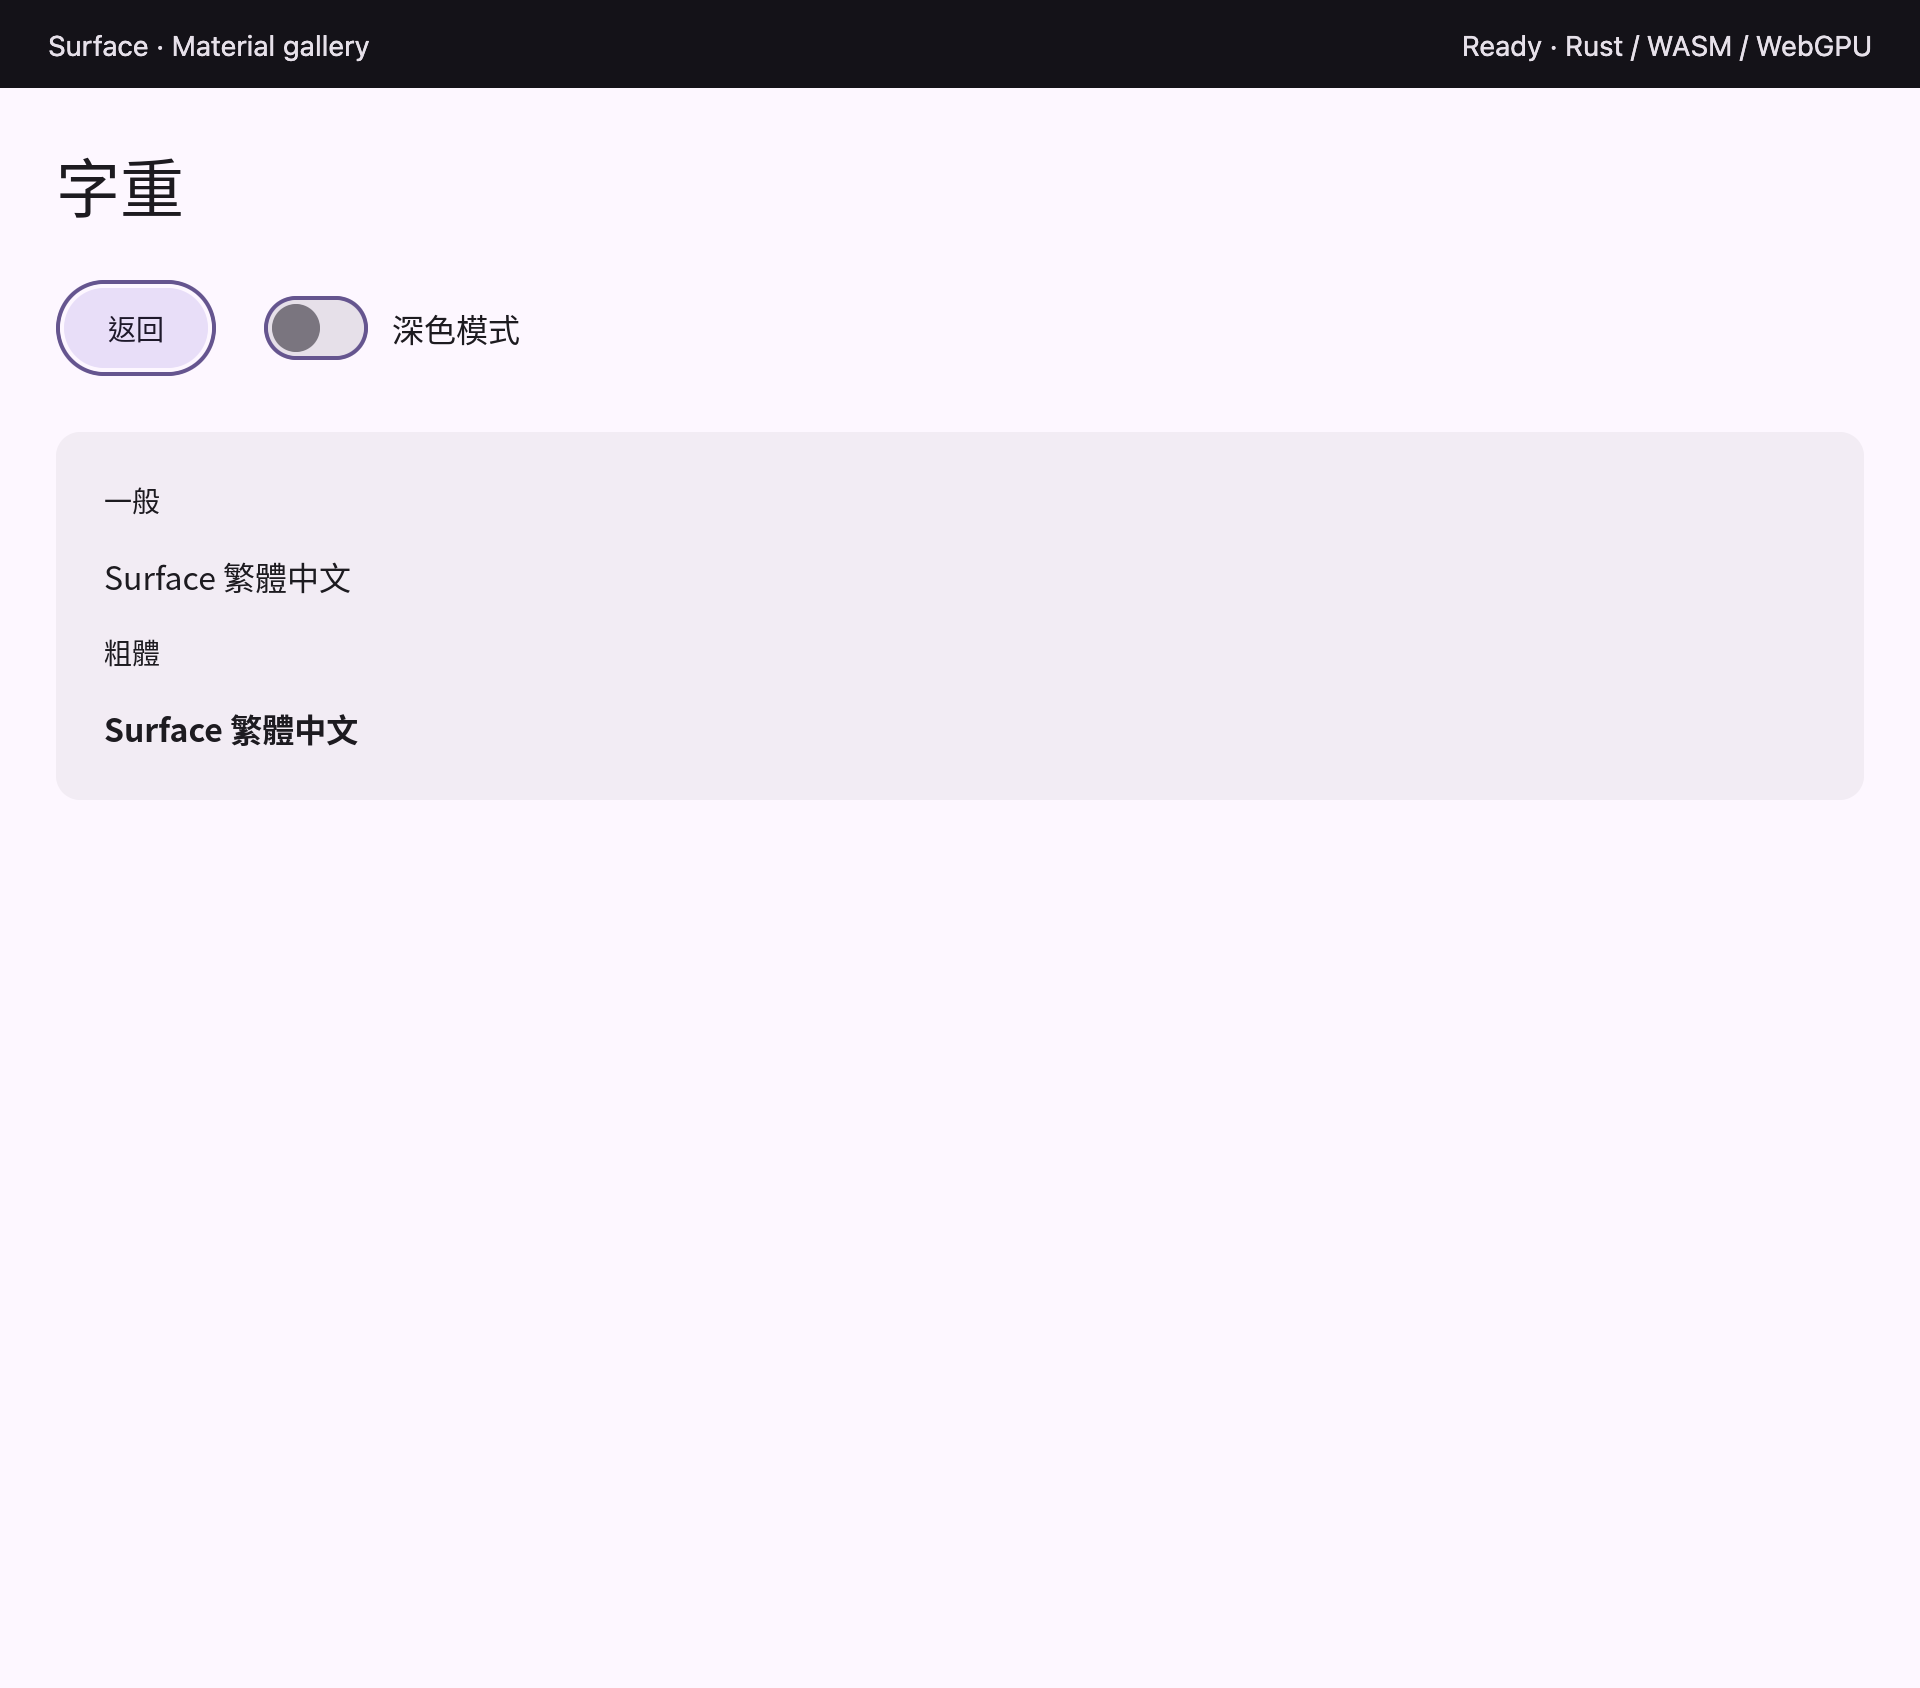 Surface · Material gallery
Ready · Rust / WASM / WebGPU
字重
返回
深色模式
一般
Surface 繁體中文
粗體
Surface 繁體中文